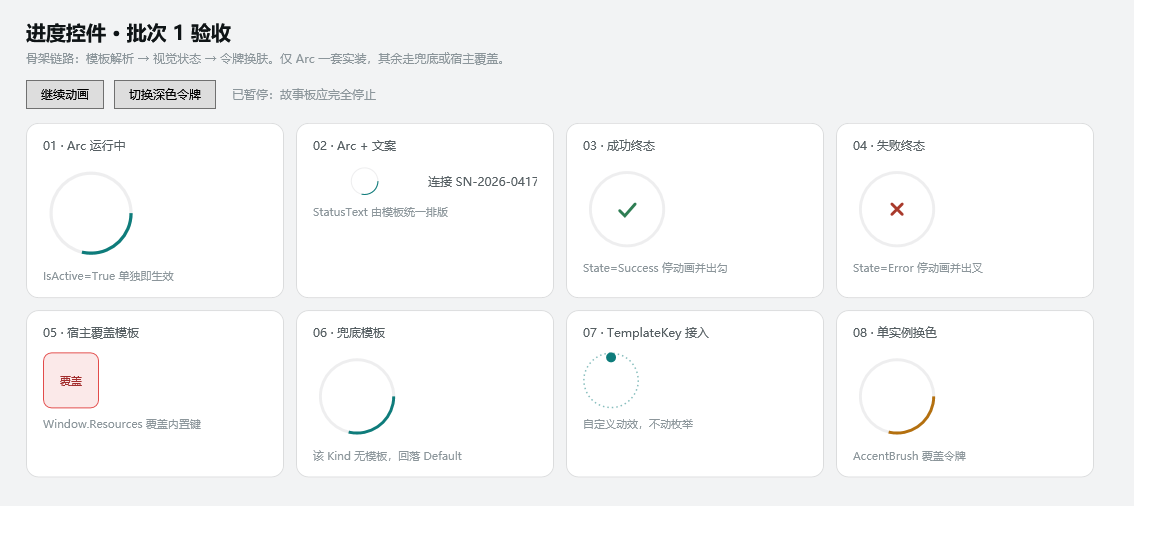 进度控件 · 批次 1 验收
骨架链路：模板解析 → 视觉状态 → 令牌换肤。仅 Arc 一套实装，其余走兜底或宿主覆盖。
继续动画 切换深色令牌 已暂停：故事板应完全停止
01 · Arc 运行中
IsActive=True 单独即生效
02 · Arc + 文案
连接 SN-2026-0417
StatusText 由模板统一排版
03 · 成功终态
State=Success 停动画并出勾
04 · 失败终态
State=Error 停动画并出叉
05 · 宿主覆盖模板
覆盖
Window.Resources 覆盖内置键
06 · 兜底模板
该 Kind 无模板，回落 Default
07 · TemplateKey 接入
自定义动效，不动枚举
08 · 单实例换色
AccentBrush 覆盖令牌